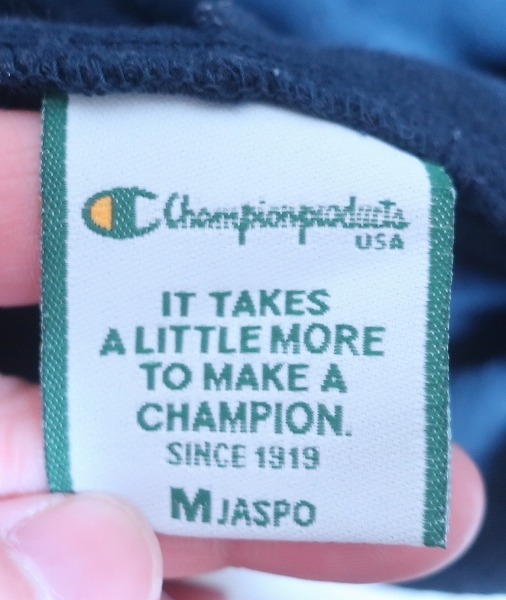 Championproducts
USA
IT TAKES
A LITTLE MORE
TO MAKE A
CHAMPION.
SINCE 1919
M JASPO